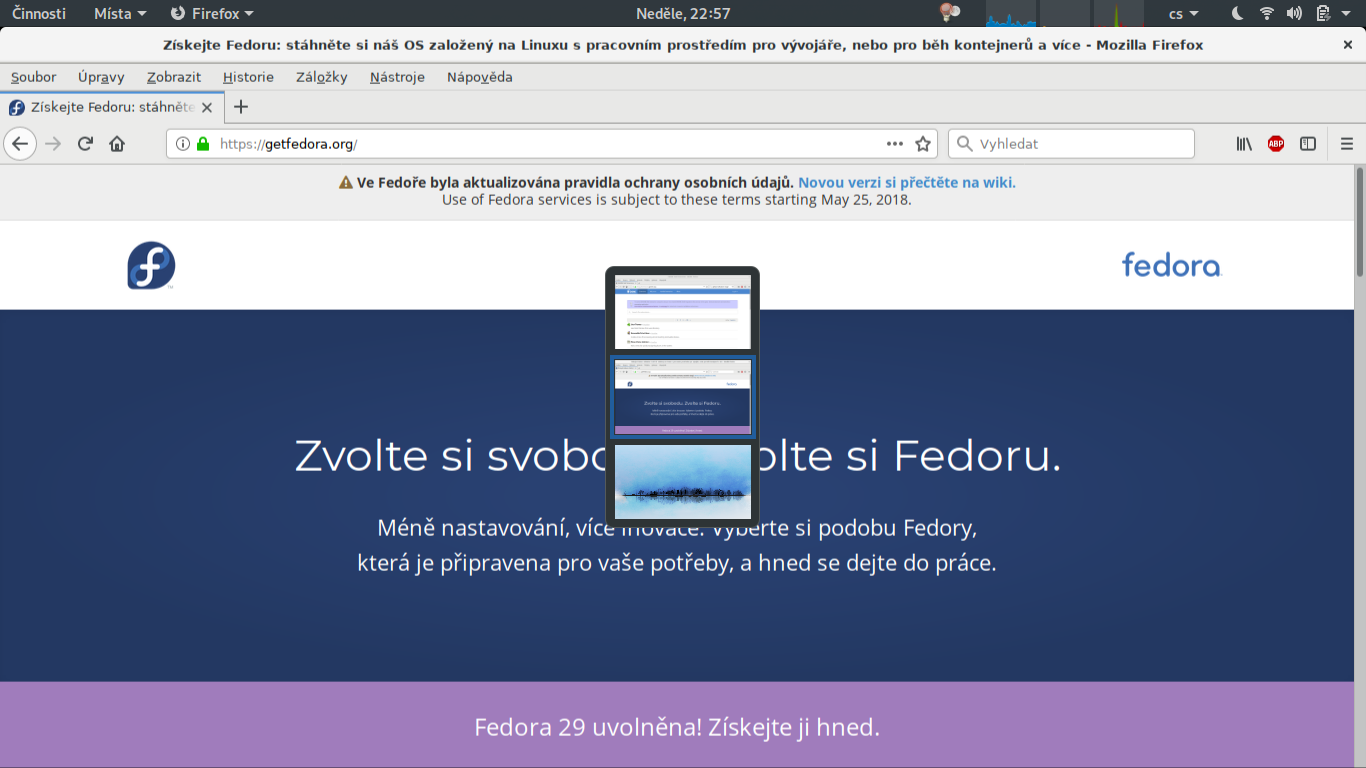 Činnosti Místa Firefox Neděle, 22:57 cs
Získejte Fedoru: stáhněte si náš OS založený na Linuxu s pracovním prostředím pro vývojáře, nebo pro běh kontejnerů a více - Mozilla Firefox
Soubor Úpravy Zobrazit Historie Záložky Nástroje Nápověda
Získejte Fedoru: stáhněte
https://getfedora.org/ Vyhledat ABP
Ve Fedoře byla aktualizována pravidla ochrany osobních údajů. Novou verzi si přečtěte na wiki.
Use of Fedora services is subject to these terms starting May 25, 2018.
fedora
Zvolte si svobo olte si Fedoru.
Méně nastavování, více inovace. Vyberte si podobu Fedory,
která je připravena pro vaše potřeby, a hned se dejte do práce.
Fedora 29 uvolněna! Získejte ji hned.